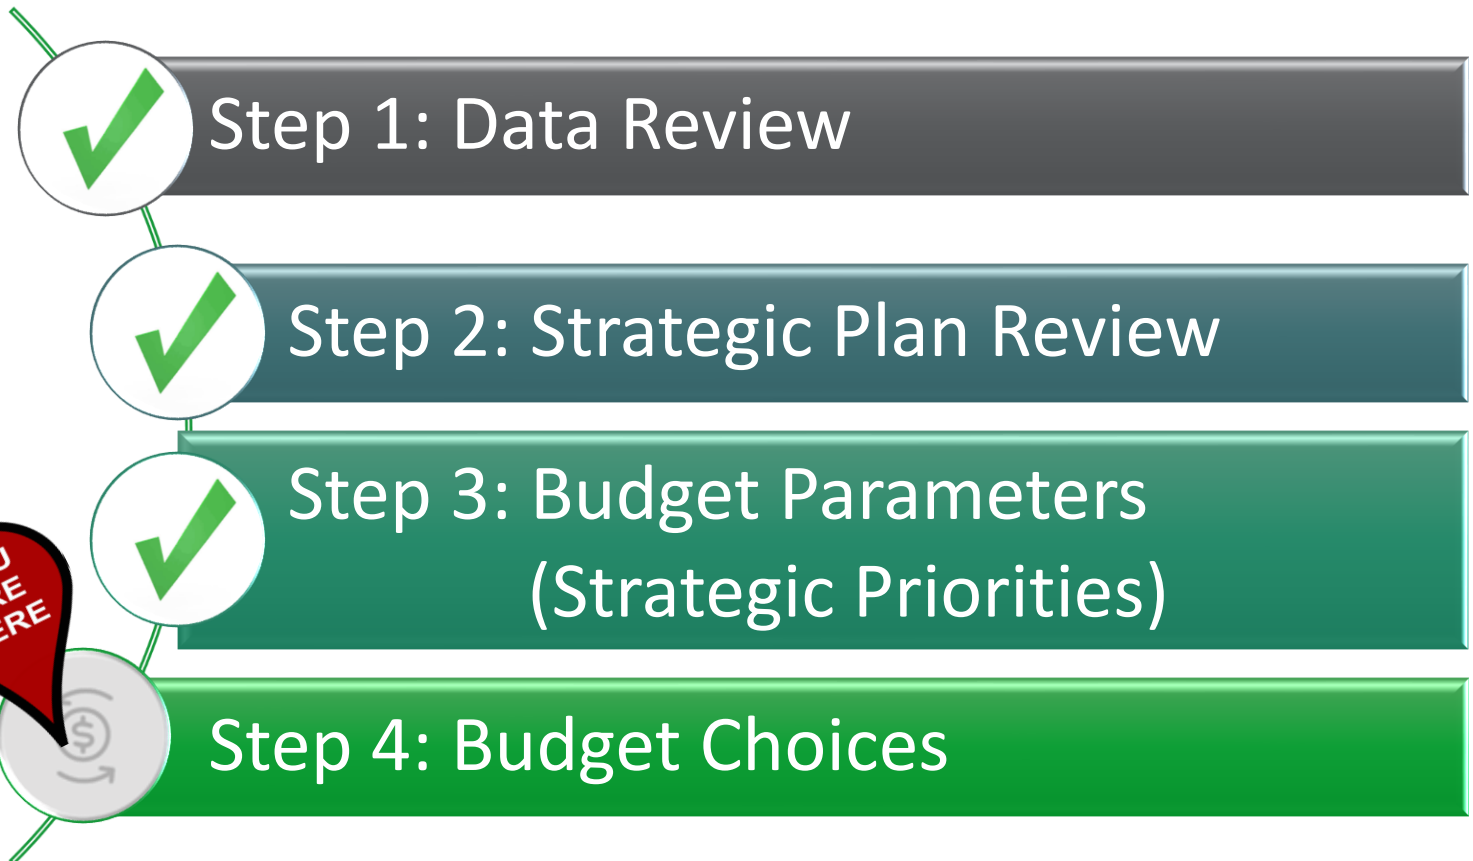 Step 1: Data Review
Step 2: Strategic Plan Review
Step 3: Budget Parameters
(Strategic Priorities)
Step 4: Budget Choices
$